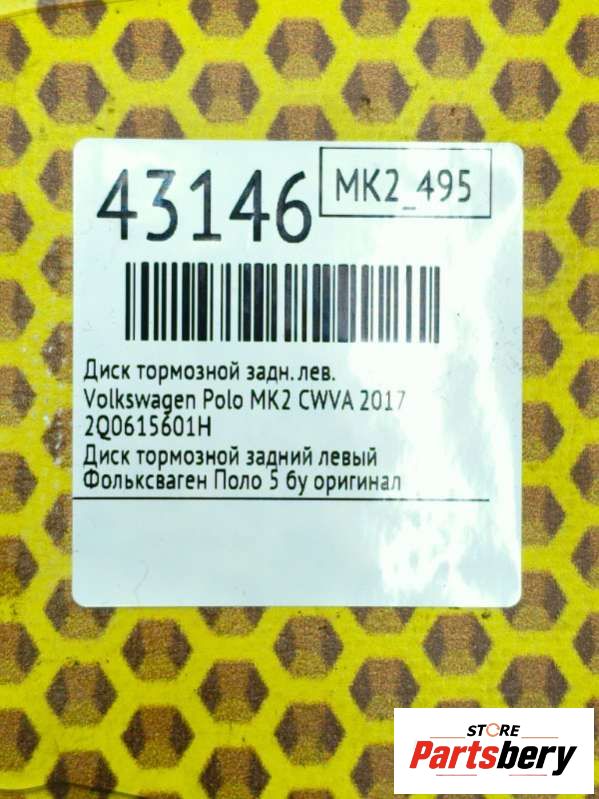 43146
MK2_495
Диск тормозной задн. лев.
Volkswagen Polo MK2 CWVA 2017
2Q0615601H
Диск тормозной задний левый
Фольксваген Поло 5 бу оригинал
STORE
Partsbery